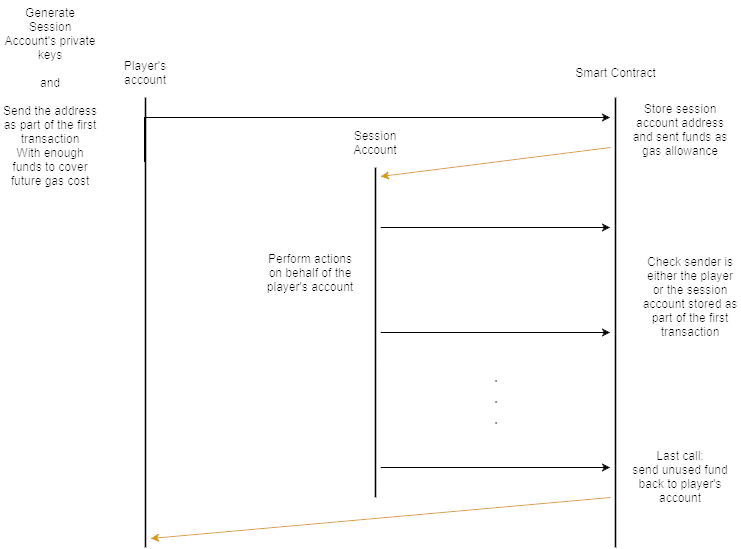 Generate
Session
Account's private
keys
and
Send the address
as part of the first
transaction
With enough
funds to cover
future gas cost
Player's
account
Smart Contract
Store session
account address
and sent funds as
gas allowance
Session
Account
Perform actions
on behalf of the
player's account
Check sender is
either the player
or the session
account stored as
part of the first
transaction
.
.
.
Last call:
send unused fund
back to player's
account